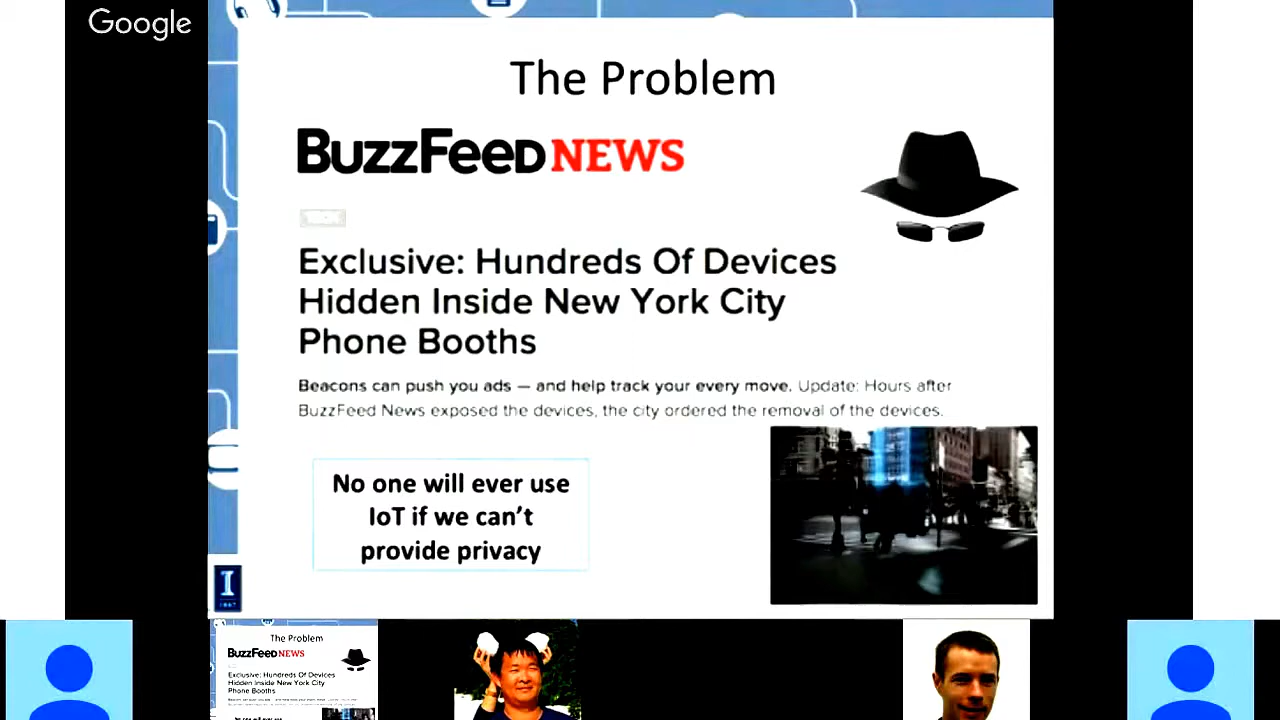 Google
The Problem
BuzzFeed NEWS
Exclusive: Hundreds Of Devices
Hidden Inside New York City
Phone Booths
Beacons can push you ads — and help track your every move. Update: Hours after
BuzzFeed News exposed the devices, the city ordered the removal of the devices.
No one will ever use
IoT if we can't
provide privacy
I
1867
The Problem
BuzzFeed NEWS
Exclusive: Hundreds Of Devices
Hidden Inside New York City
Phone Booths